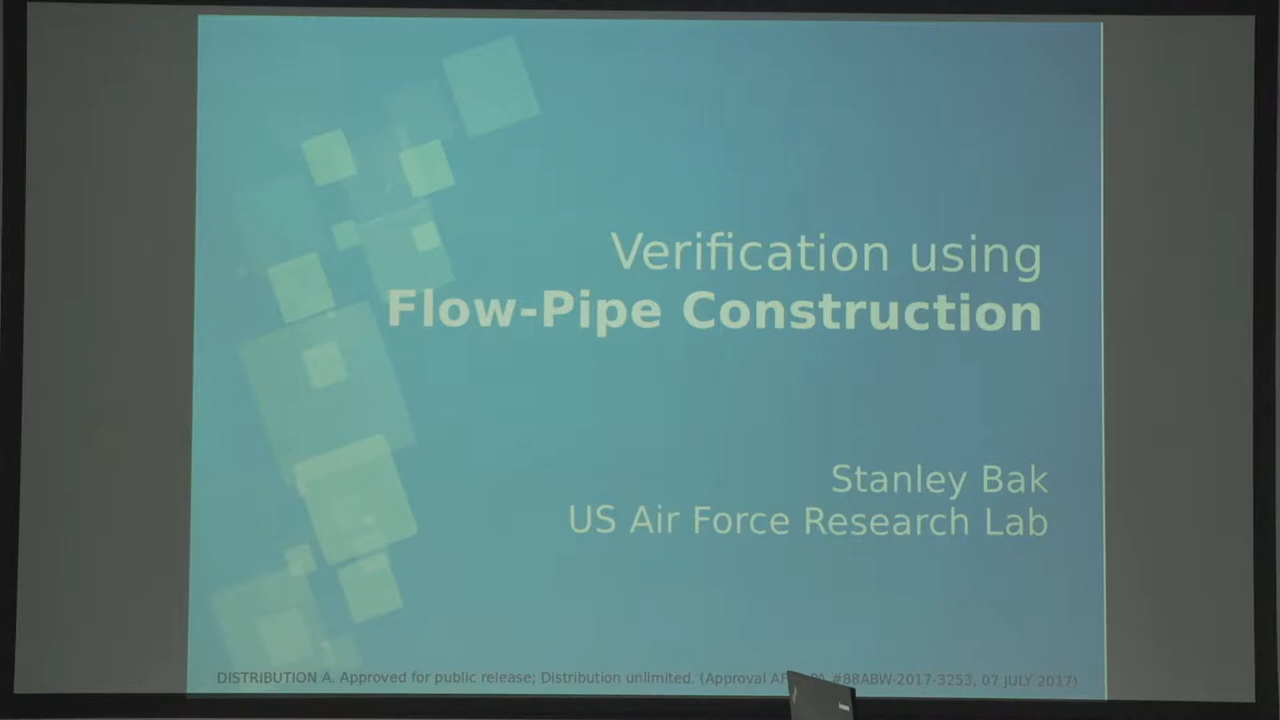 Verification using
Flow-Pipe Construction
Stanley Bak
US Air Force Research Lab
DISTRIBUTION A. Approved for public release; Distribution unlimited. (Approval #88ABW-2017-3253, 07 JULY 2017)